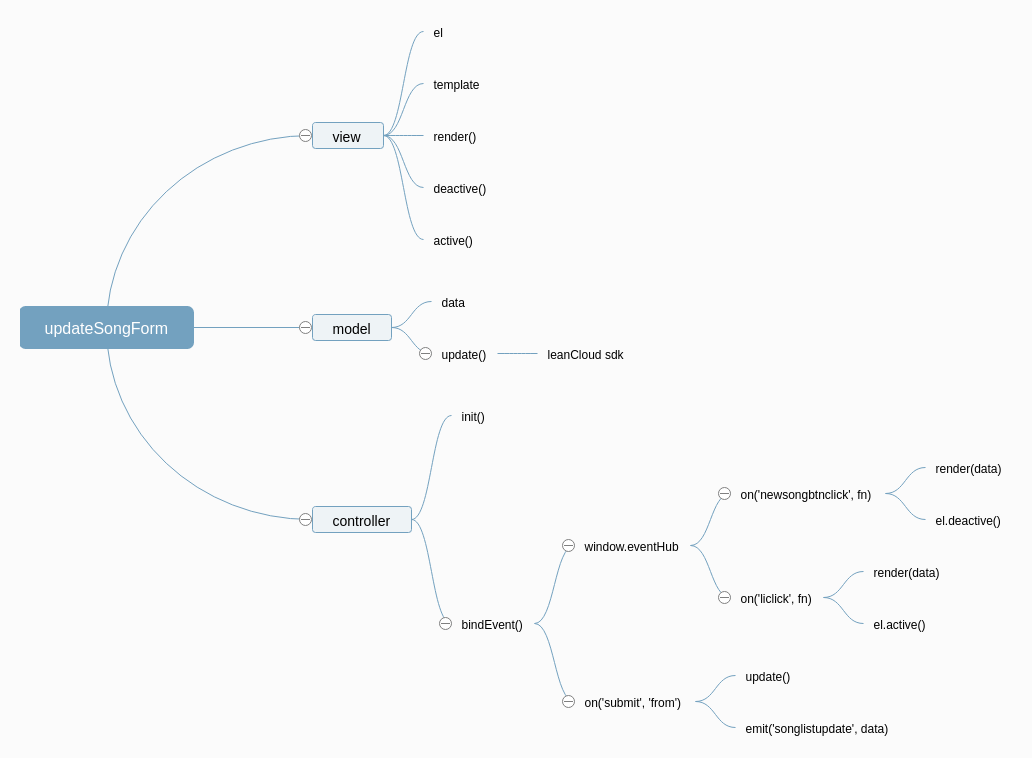 updateSongForm
view
el
template
render()
deactive()
active()
model
data
update()
leanCloud sdk
controller
init()
bindEvent()
window.eventHub
on('newsongbtnclick', fn)
render(data)
el.deactive()
on('liclick', fn)
render(data)
el.active()
on('submit', 'from')
update()
emit('songlistupdate', data)